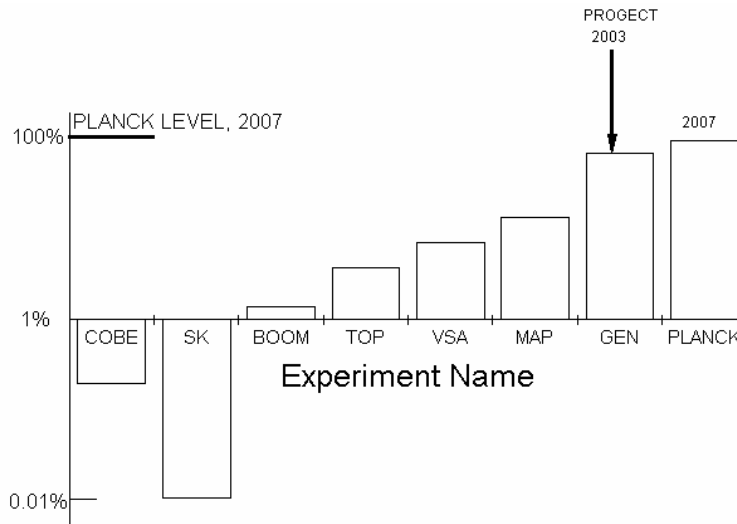 PROGECT
2003
PLANCK LEVEL, 2007
2007
100%
1%
COBE SK BOOM TOP VSA MAP GEN PLANCK
Experiment Name
0.01%